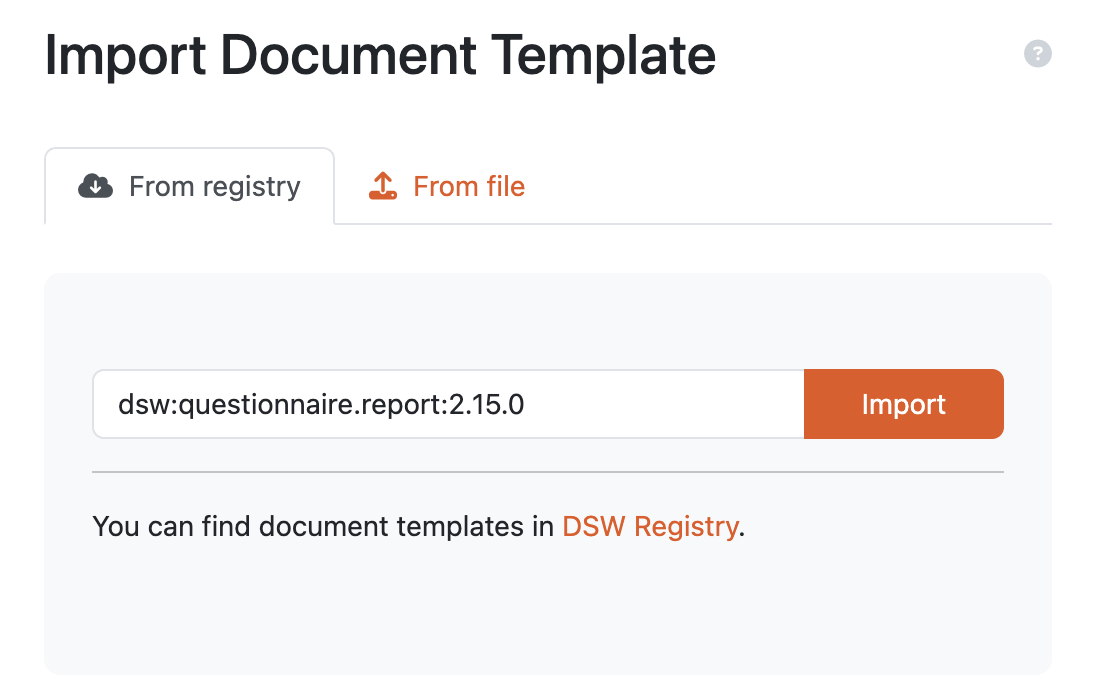 Import Document Template
?
From registry
From file
dsw:questionnaire.report:2.15.0
Import
You can find document templates in DSW Registry.